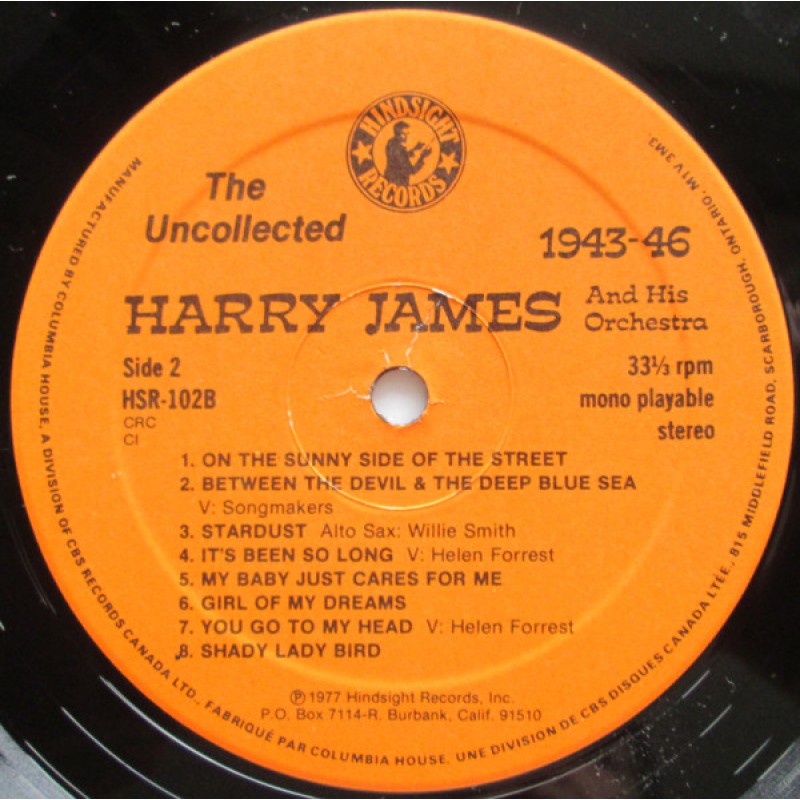 HINDSIGHT
RECORDS
The
Uncollected
1943-46
HARRY JAMES And His
Orchestra
Side 2
HSR-102B
CRC
CI
33⅓ rpm
mono playable
stereo
1. ON THE SUNNY SIDE OF THE STREET
2. BETWEEN THE DEVIL & THE DEEP BLUE SEA
V: Songmakers
3. STARDUST Alto Sax: Willie Smith
4. IT'S BEEN SO LONG V: Helen Forrest
5. MY BABY JUST CARES FOR ME
6. GIRL OF MY DREAMS
7. YOU GO TO MY HEAD V: Helen Forrest
8. SHADY LADY BIRD
Ⓟ 1977 Hindsight Records, Inc.
P.O. Box 7114-R. Burbank, Calif. 91510
MANUFACTURED BY COLUMBIA HOUSE, A DIVISION OF CBS RECORDS CANADA LTD., FABRIQUÉ PAR COLUMBIA HOUSE, UNE DIVISION DE CBS DISQUES CANADA LTÉE., 815 MIDDLEFIELD ROAD, SCARBOROUGH, ONTARIO, M1V 3M3.